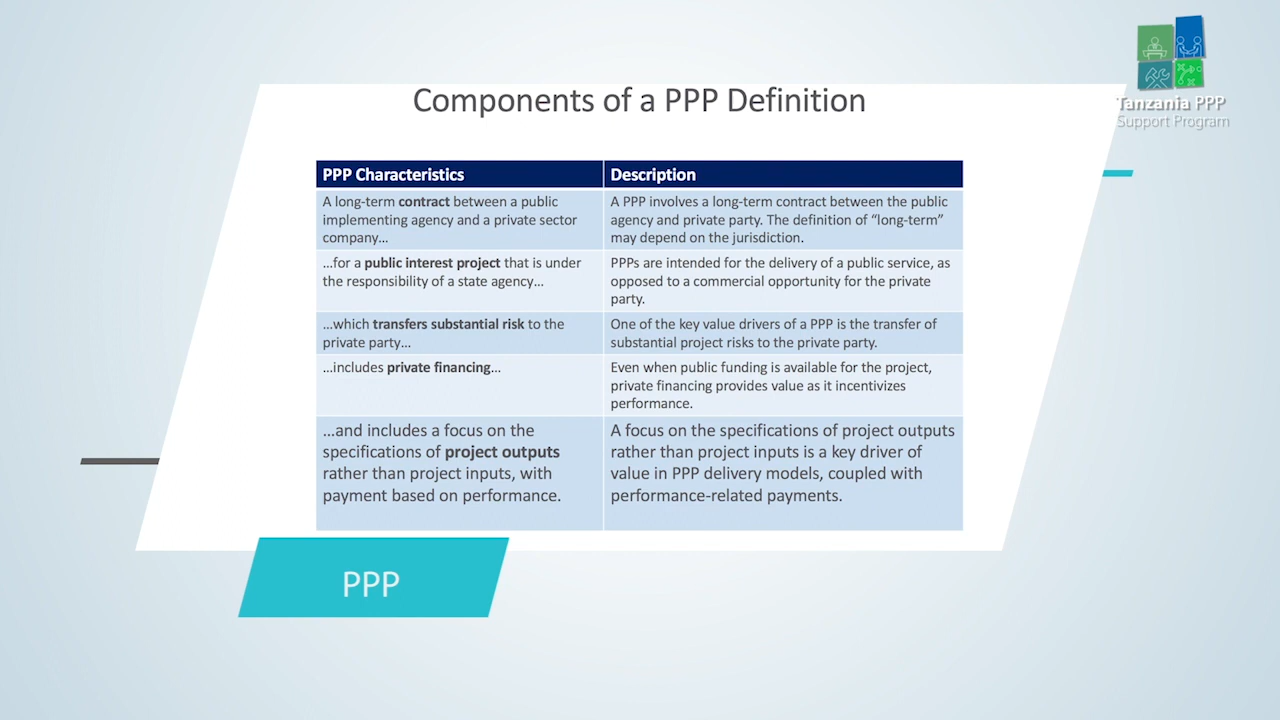 Tanzania PPP
Support Program
Components of a PPP Definition
PPP Characteristics
Description
A long-term contract between a public
implementing agency and a private sector
company…
A PPP involves a long-term contract between the public
agency and private party. The definition of “long-term”
may depend on the jurisdiction.
…for a public interest project that is under
the responsibility of a state agency…
PPPs are intended for the delivery of a public service, as
opposed to a commercial opportunity for the private
party.
…which transfers substantial risk to the
private party…
One of the key value drivers of a PPP is the transfer of
substantial project risks to the private party.
…includes private financing…
Even when public funding is available for the project,
private financing provides value as it incentivizes
performance.
…and includes a focus on the
specifications of project outputs
rather than project inputs, with
payment based on performance.
A focus on the specifications of project outputs
rather than project inputs is a key driver of
value in PPP delivery models, coupled with
performance-related payments.
PPP